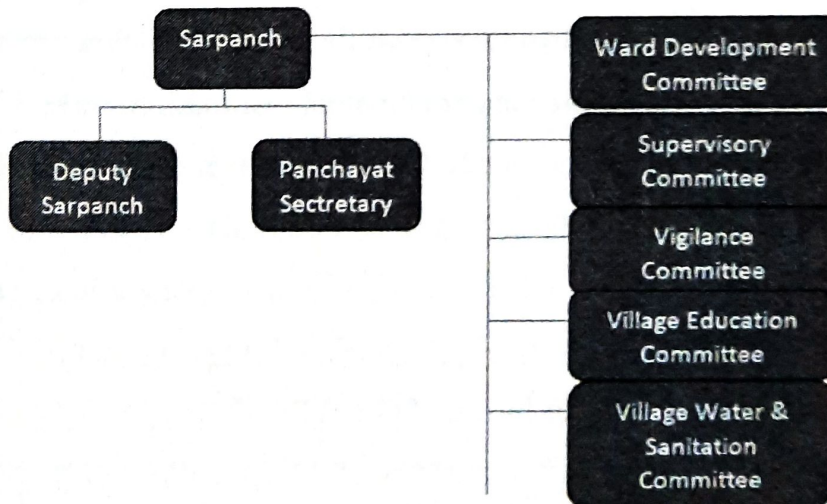 Sarpanch
Deputy
Sarpanch
Panchayat
Sectretary
Ward Development
Committee
Supervisory
Committee
Vigilance
Committee
Village Education
Committee
Village Water &
Sanitation
Committee